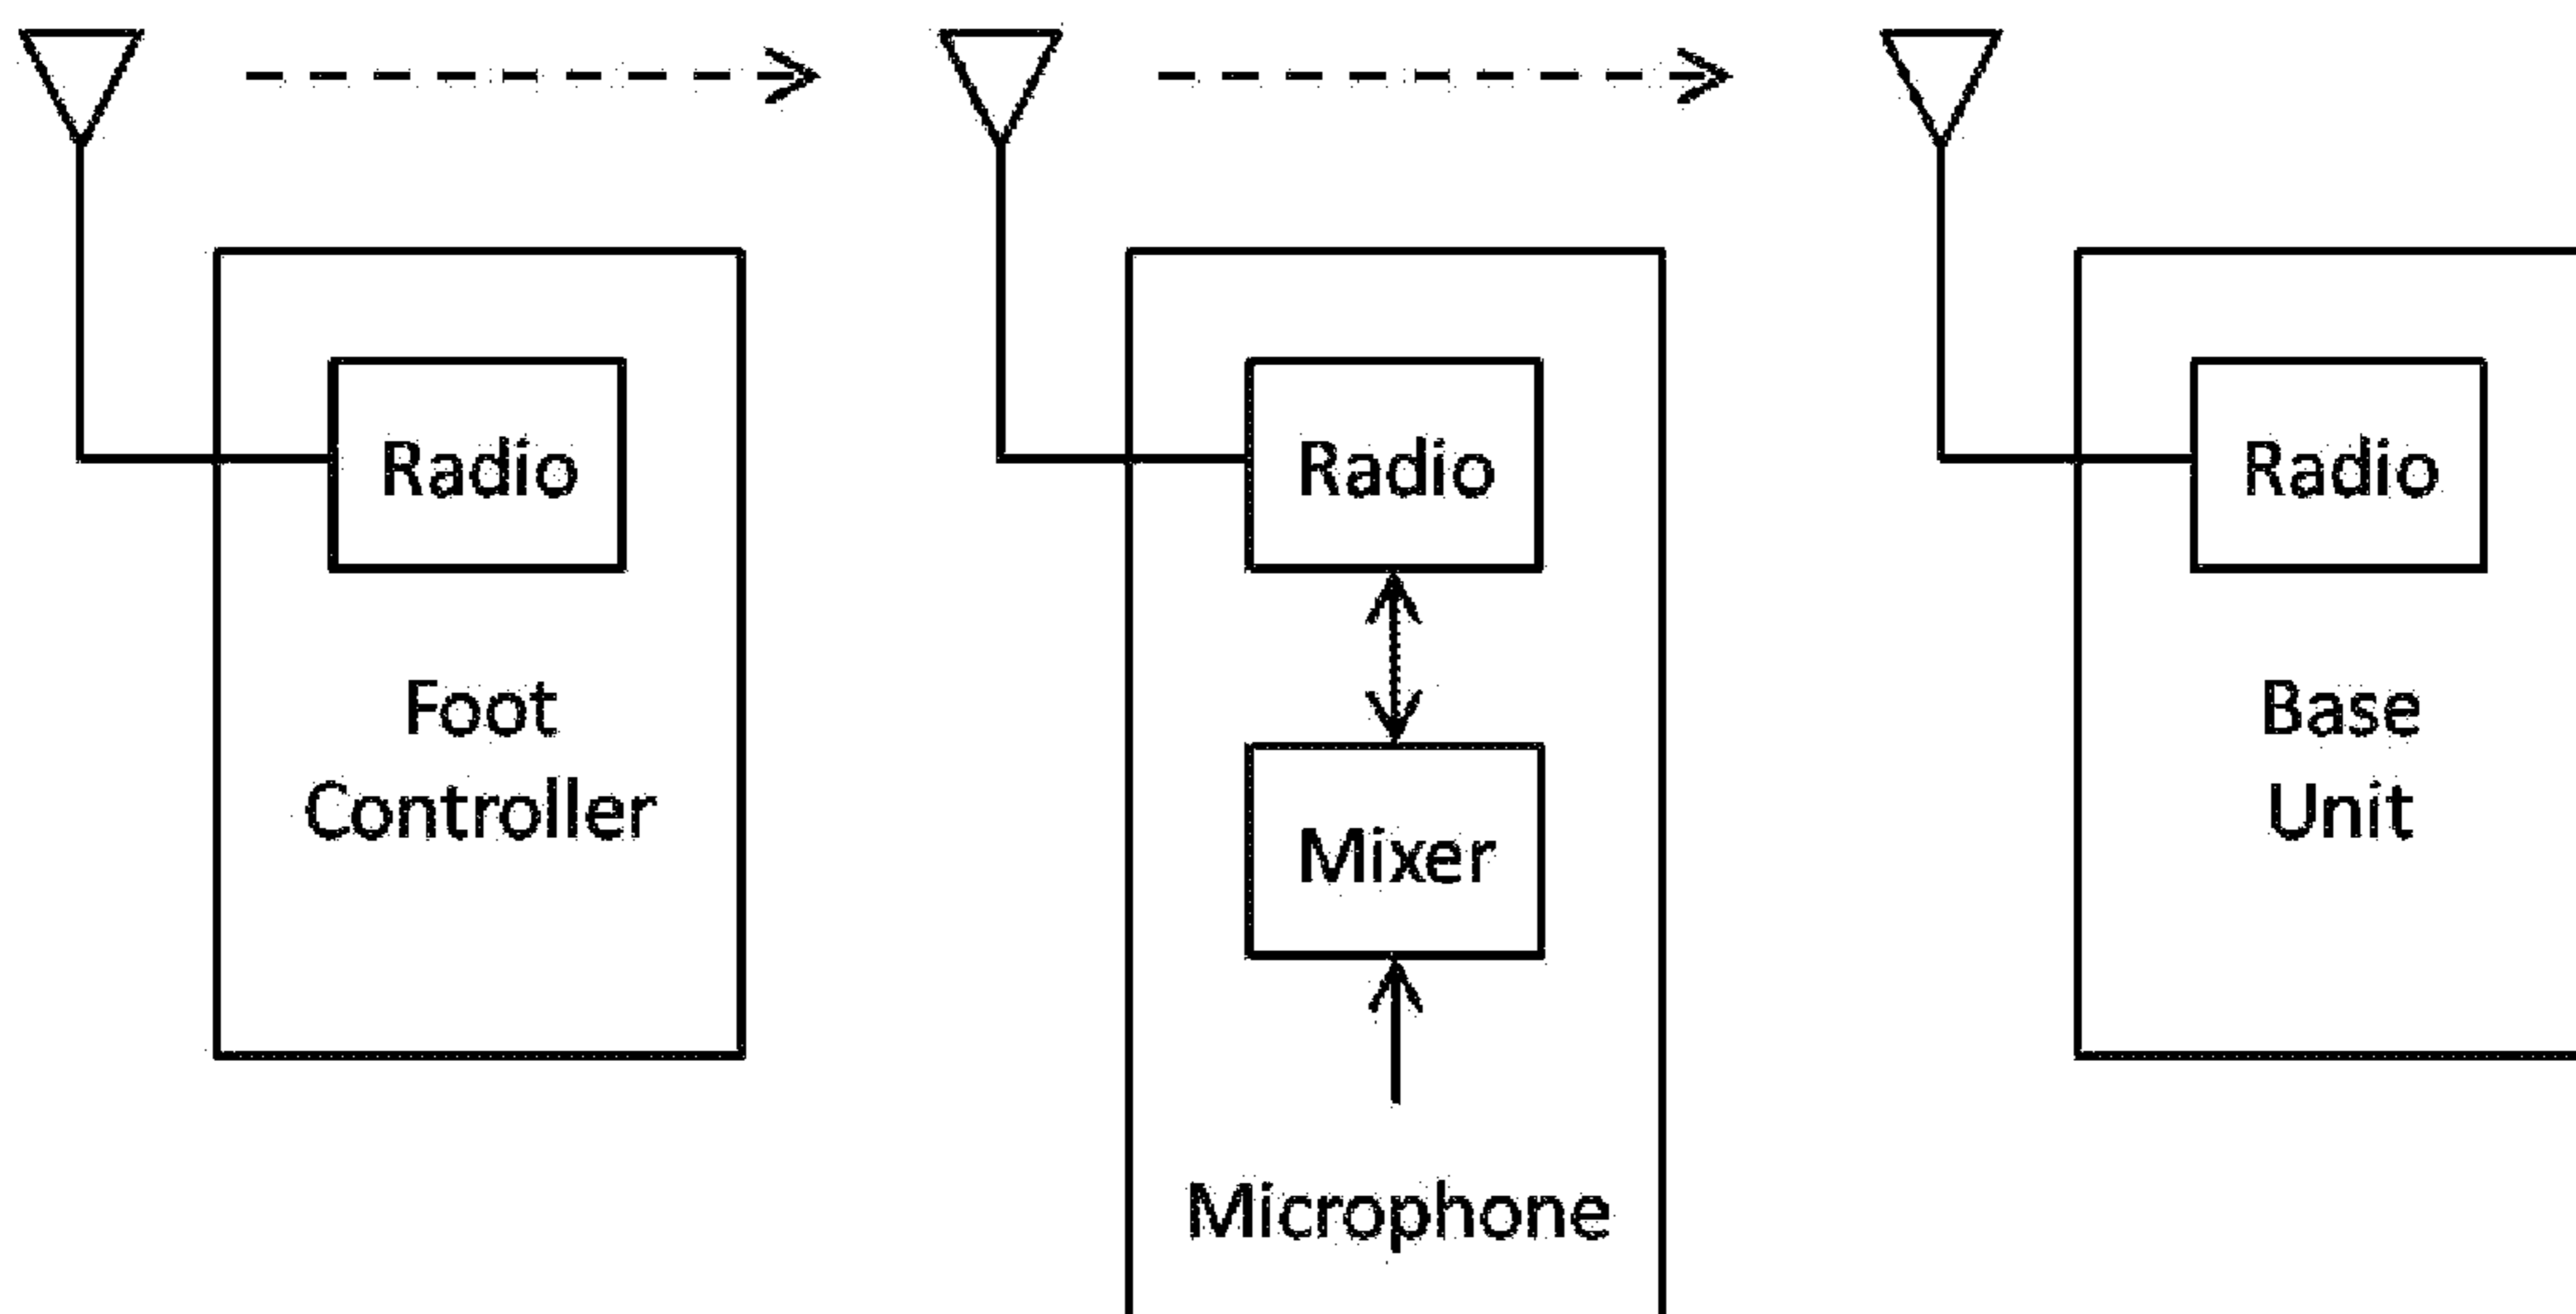 Radio
Foot
Controller
Radio
Mixer
Microphone
Radio
Base
Unit